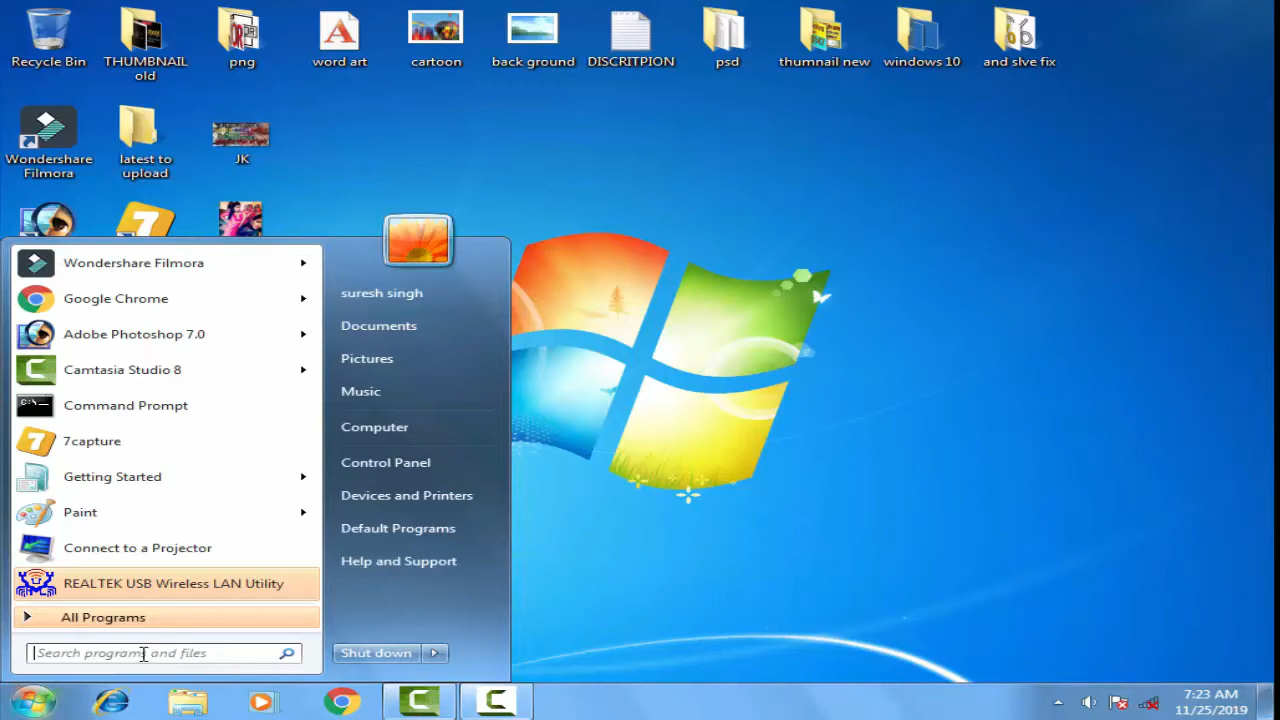 Recycle Bin
THUMBNAIL old
png
word art
cartoon
back ground
DISCRITPION
psd
thumnail new
windows 10
and slve fix
Wondershare Filmora
latest to upload
JK
Wondershare Filmora
Google Chrome
Adobe Photoshop 7.0
Camtasia Studio 8
Command Prompt
7capture
Getting Started
Paint
Connect to a Projector
REALTEK USB Wireless LAN Utility
All Programs
Search programs and files
suresh singh
Documents
Pictures
Music
Computer
Control Panel
Devices and Printers
Default Programs
Help and Support
Shut down
7:23 AM
11/25/2019